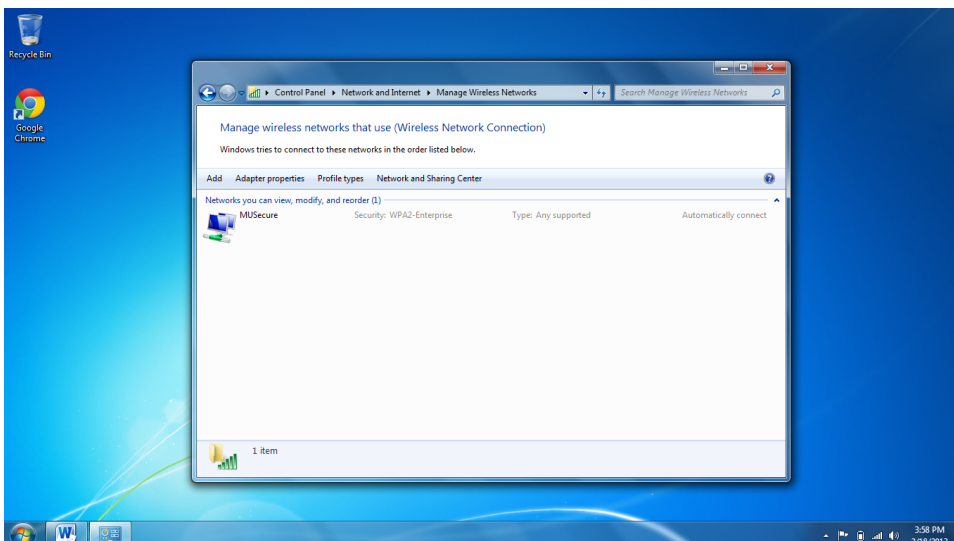 Recycle Bin
Google
Chrome
Control Panel Network and Internet Manage Wireless Networks Search Manage Wireless Networks
Manage wireless networks that use (Wireless Network Connection)
Windows tries to connect to these networks in the order listed below.
Add Adapter properties Profile types Network and Sharing Center
Networks you can view, modify, and reorder (1)
MUSecure Security: WPA2-Enterprise Type: Any supported Automatically connect
1 item
W
3:58 PM